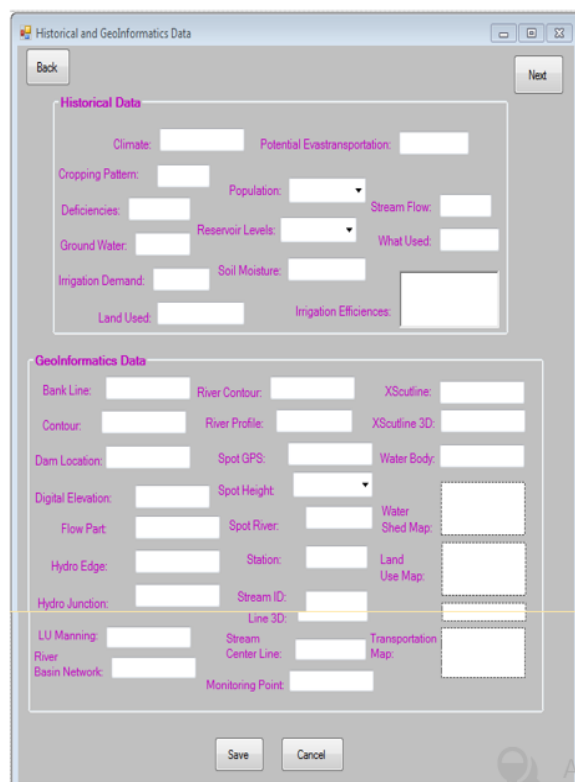 Historical and GeoInformatics Data
Back
Next
Historical Data
Climate:
Potential Evastransportation:
Cropping Pattern:
Population:
Deficiencies:
Stream Flow:
Reservoir Levels:
Ground Water:
What Used:
Soil Moisture:
Irrigation Demand:
Irrigation Efficiences:
Land Used:
GeoInformatics Data
Bank Line:
River Contour:
XScutline:
Contour:
River Profile:
XScutline 3D:
Dam Location:
Spot GPS:
Water Body:
Digital Elevation:
Spot Height:
Water
Shed Map:
Flow Part:
Spot River:
Hydro Edge:
Station:
Land
Use Map:
Hydro Junction:
Stream ID:
Line 3D:
LU Manning:
Stream
Center Line:
Transportation
Map:
River
Basin Network:
Monitoring Point:
Save
Cancel
A